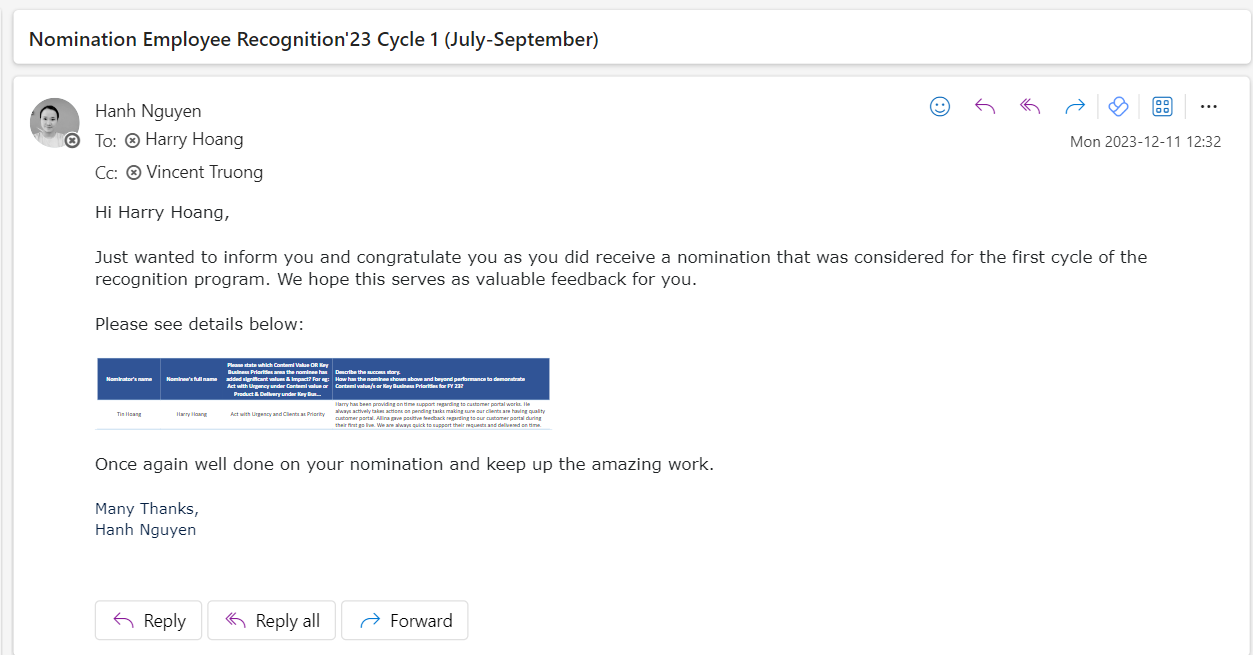 Nomination Employee Recognition'23 Cycle 1 (July-September)
Hanh Nguyen
To: Harry Hoang
Mon 2023-12-11 12:32
Cc: Vincent Truong
Hi Harry Hoang,
Just wanted to inform you and congratulate you as you did receive a nomination that was considered for the first cycle of the
recognition program. We hope this serves as valuable feedback for you.
Please see details below:
Nominator's name
Nominee's full name
Please state which Conteml Value OR Key
Business Priorities area the nominee has
added significant values & impact? For eg:
Act with Urgency under Conteml value or
Product & Delivery under Key Bus...
Describe the success story.
How has the nominee shown above and beyond performance to demonstrate
Conteml value/s or Key Business Priorities for FY 23?
Tin Hoang
Harry Hoang
Act with Urgency and Clients as Priority
Harry has been providing on time support regarding to customer portal works. He
always actively takes actions on pending tasks making sure our clients are having quality
customer portal. Allina gave positive feedback regarding to our customer portal during
their first go live. We are always quick to support their requests and delivered on time.
Once again well done on your nomination and keep up the amazing work.
Many Thanks,
Hanh Nguyen
Reply
Reply all
Forward